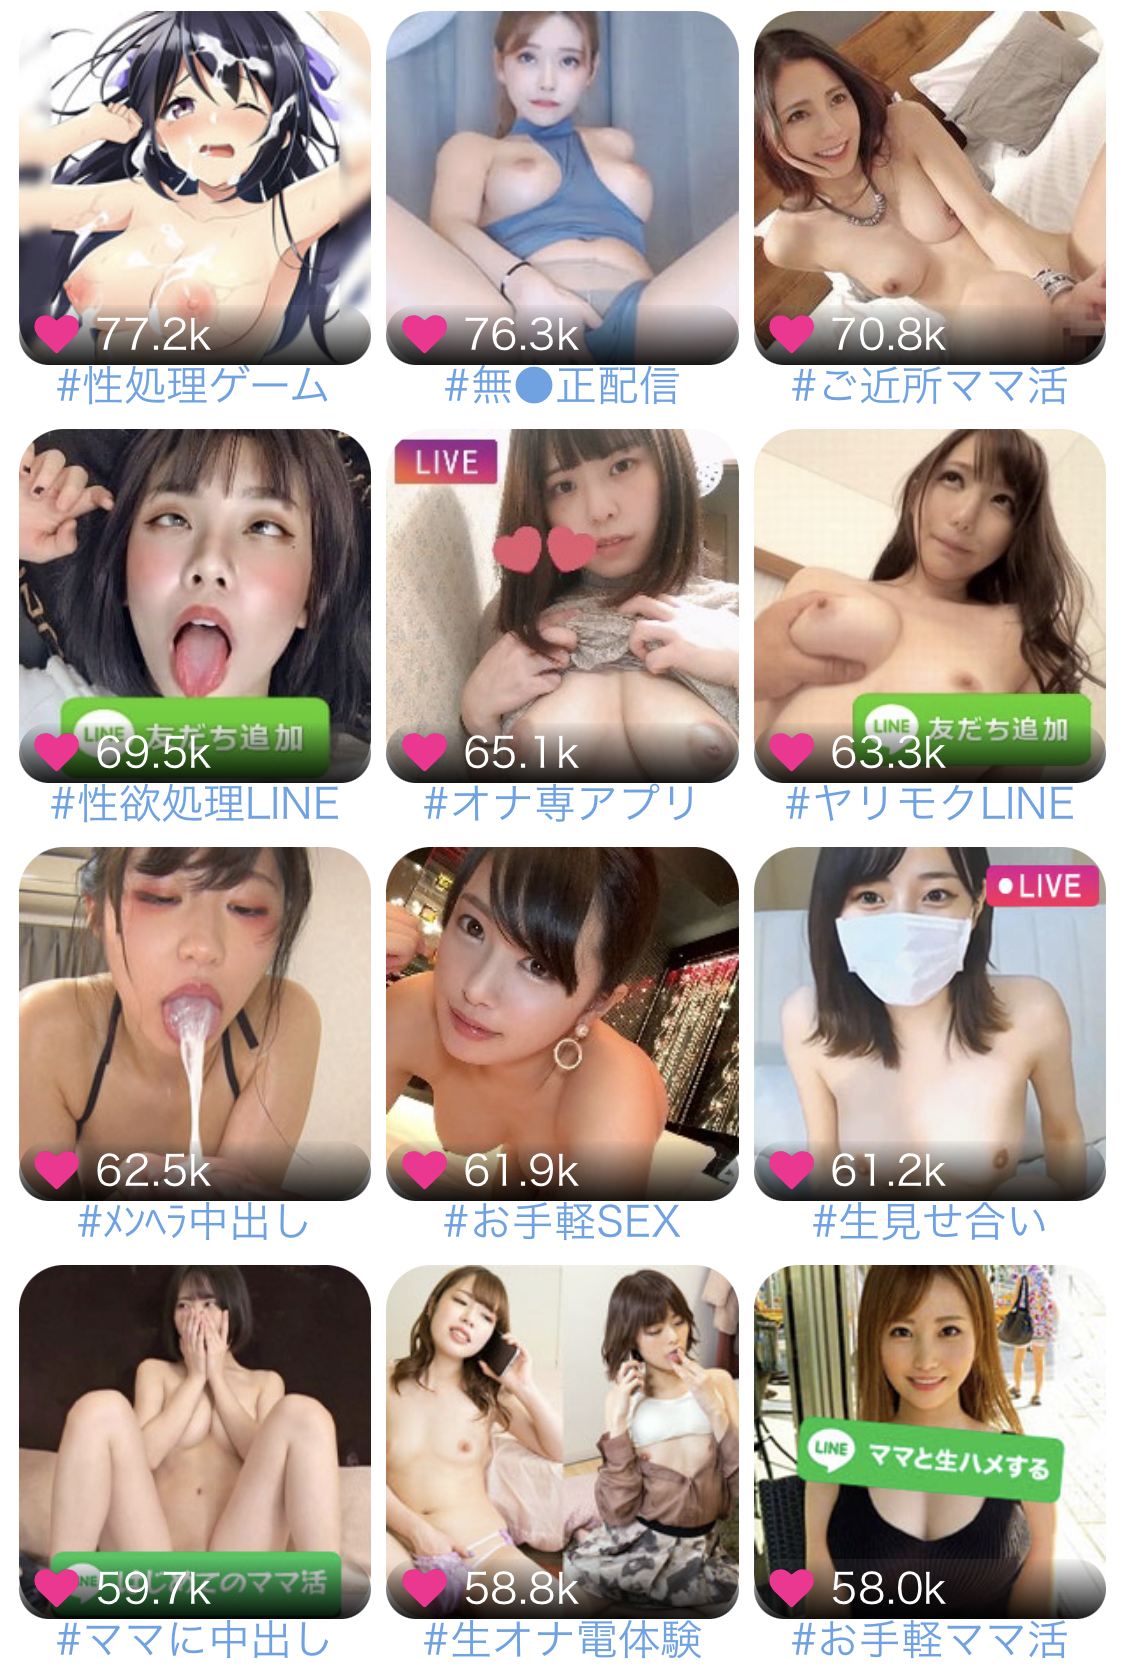 77.2k
76.3k
70.8k
#性処理ゲーム
#無●正配信
#ご近所ママ活
LIVE
LINE 友だち追加
LINE 友だち追加
69.5k
65.1k
63.3k
#性欲処理LINE
#オナ専アプリ
#ヤリモクLINE
LIVE
62.5k
61.9k
61.2k
#メンヘラ中出し
#お手軽SEX
#生見せ合い
LINE ママと生ハメする
LINE はじめてのママ活
59.7k
58.8k
58.0k
#ママに中出し
#生オナ電体験
#お手軽ママ活